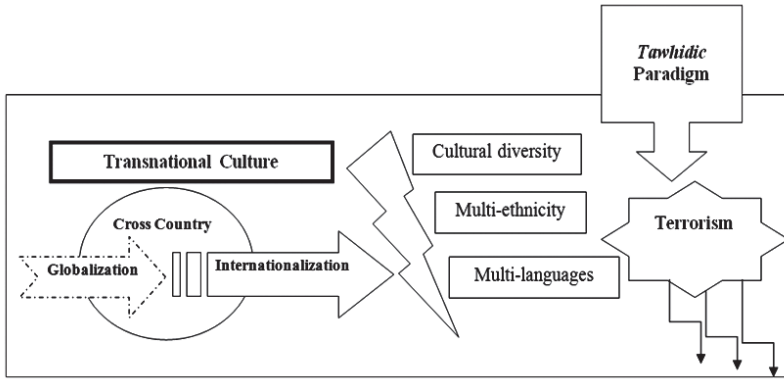 Tawhidic
Paradigm
Transnational Culture
Cultural diversity
Cross Country
Multi-ethnicity
Terrorism
Globalization
Internationalization
Multi-languages